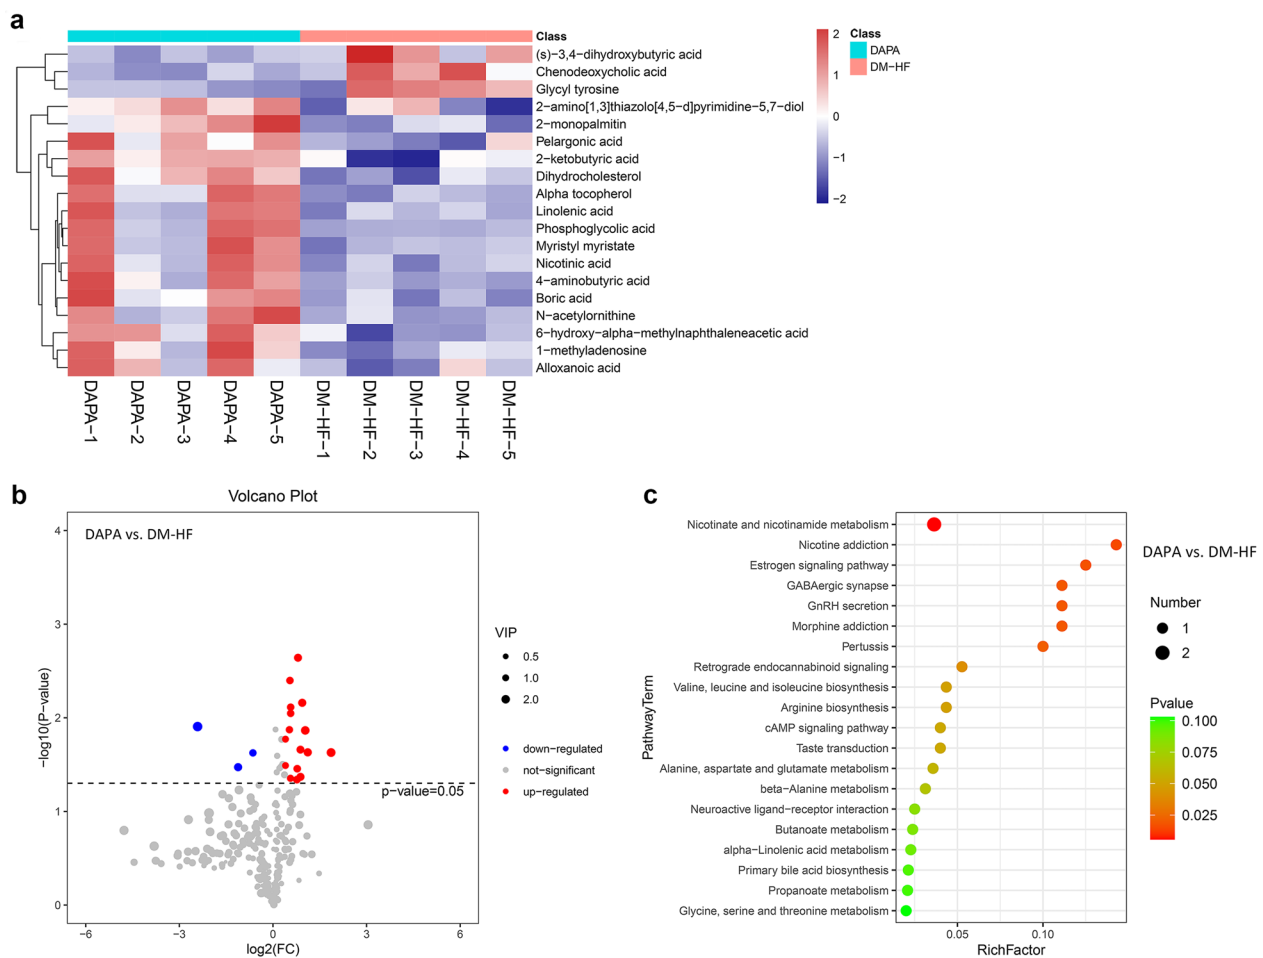 a
Class
(s)−3,4−dihydroxybutyric acid
Chenodeoxycholic acid
Glycyl tyrosine
2−amino[1,3]thiazolo[4,5−d]pyrimidine−5,7−diol
2−monopalmitin
Pelargonic acid
2−ketobutyric acid
Dihydrocholesterol
Alpha tocopherol
Linolenic acid
Phosphoglycolic acid
Myristyl myristate
Nicotinic acid
4−aminobutyric acid
Boric acid
N−acetylornithine
6−hydroxy−alpha−methylnaphthaleneacetic acid
1−methyladenosine
Alloxanoic acid
DAPA−1
DAPA−2
DAPA−3
DAPA−4
DAPA−5
DM−HF−1
DM−HF−2
DM−HF−3
DM−HF−4
DM−HF−5
2
1
0
−1
−2
Class
DAPA
DM−HF
b
Volcano Plot
DAPA vs. DM-HF
−log10(P−value)
4
3
2
1
0
p−value=0.05
−6
−3
0
3
6
log2(FC)
VIP
0.5
1.0
2.0
down−regulated
not−significant
up−regulated
c
PathwayTerm
Nicotinate and nicotinamide metabolism
Nicotine addiction
Estrogen signaling pathway
GABAergic synapse
GnRH secretion
Morphine addiction
Pertussis
Retrograde endocannabinoid signaling
Valine, leucine and isoleucine biosynthesis
Arginine biosynthesis
cAMP signaling pathway
Taste transduction
Alanine, aspartate and glutamate metabolism
beta−Alanine metabolism
Neuroactive ligand−receptor interaction
Butanoate metabolism
alpha−Linolenic acid metabolism
Primary bile acid biosynthesis
Propanoate metabolism
Glycine, serine and threonine metabolism
0.05
0.10
RichFactor
DAPA vs. DM-HF
Number
1
2
Pvalue
0.100
0.075
0.050
0.025